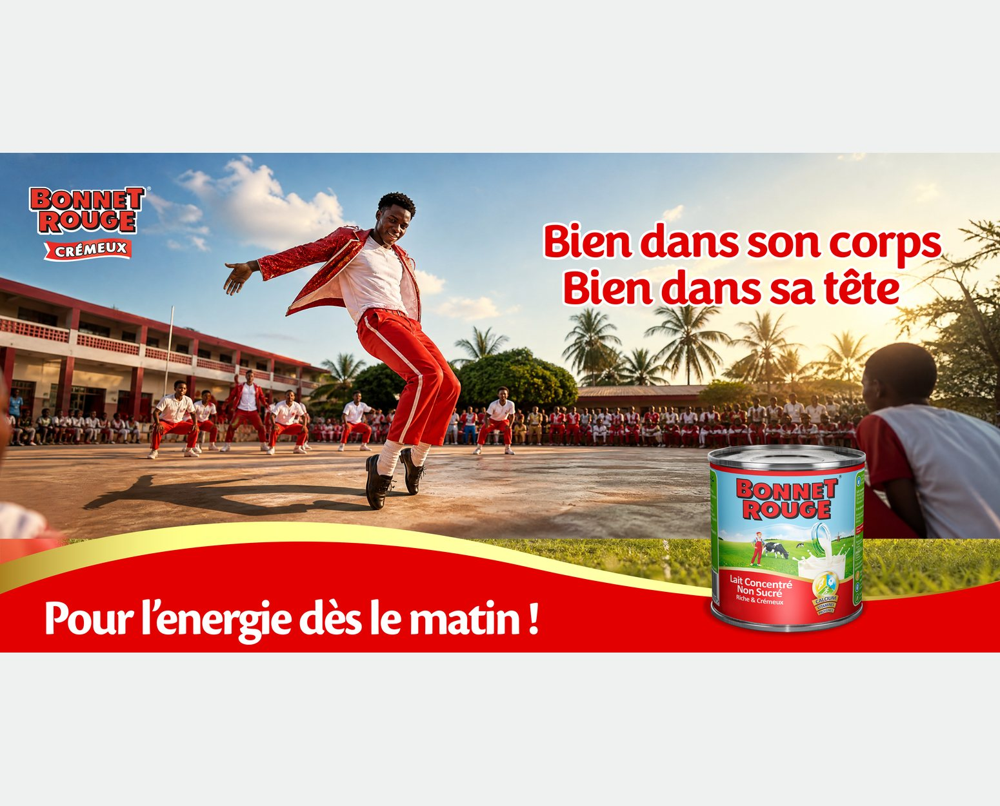 BONNET
ROUGE
CRÉMEUX
Bien dans son corps
Bien dans sa tête
BONNET
ROUGE
Lait Concentré
Non Sucré
Riche & Crémeux
CALCIUM
VITAMINES
PROTÉINES
Pour l'energie dès le matin !